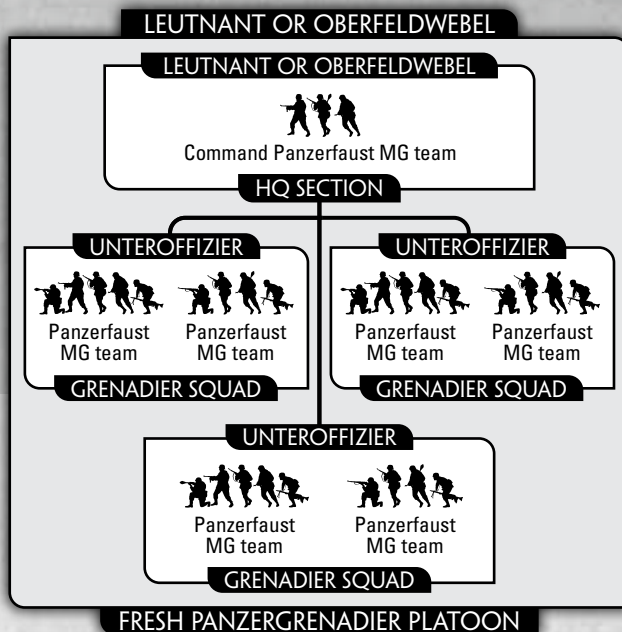 LEUTNANT OR OBERFELDWEBEL
LEUTNANT OR OBERFELDWEBEL
Command Panzerfaust MG team
HQ SECTION
UNTEROFFIZIER
Panzerfaust
MG team
Panzerfaust
MG team
GRENADIER SQUAD
UNTEROFFIZIER
Panzerfaust
MG team
Panzerfaust
MG team
GRENADIER SQUAD
UNTEROFFIZIER
Panzerfaust
MG team
Panzerfaust
MG team
GRENADIER SQUAD
FRESH PANZERGRENADIER PLATOON